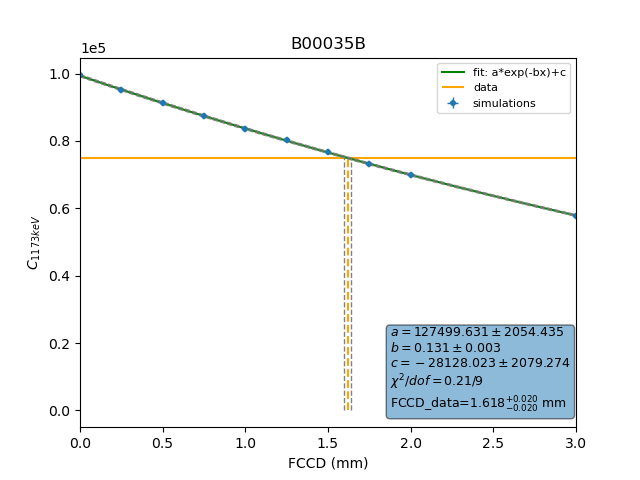 B00035B
1e5
fit: a*exp(-bx)+c
data
simulations
1.0
0.8
0.6
0.4
0.2
0.0
C1173keV
a = 127499.631 ± 2054.435
b = 0.131 ± 0.003
c = − 28128.023 ± 2079.274
χ²/dof = 0.21/9
FCCD_data=1.618+0.020 −0.020 mm
0.0 0.5 1.0 1.5 2.0 2.5 3.0
FCCD (mm)